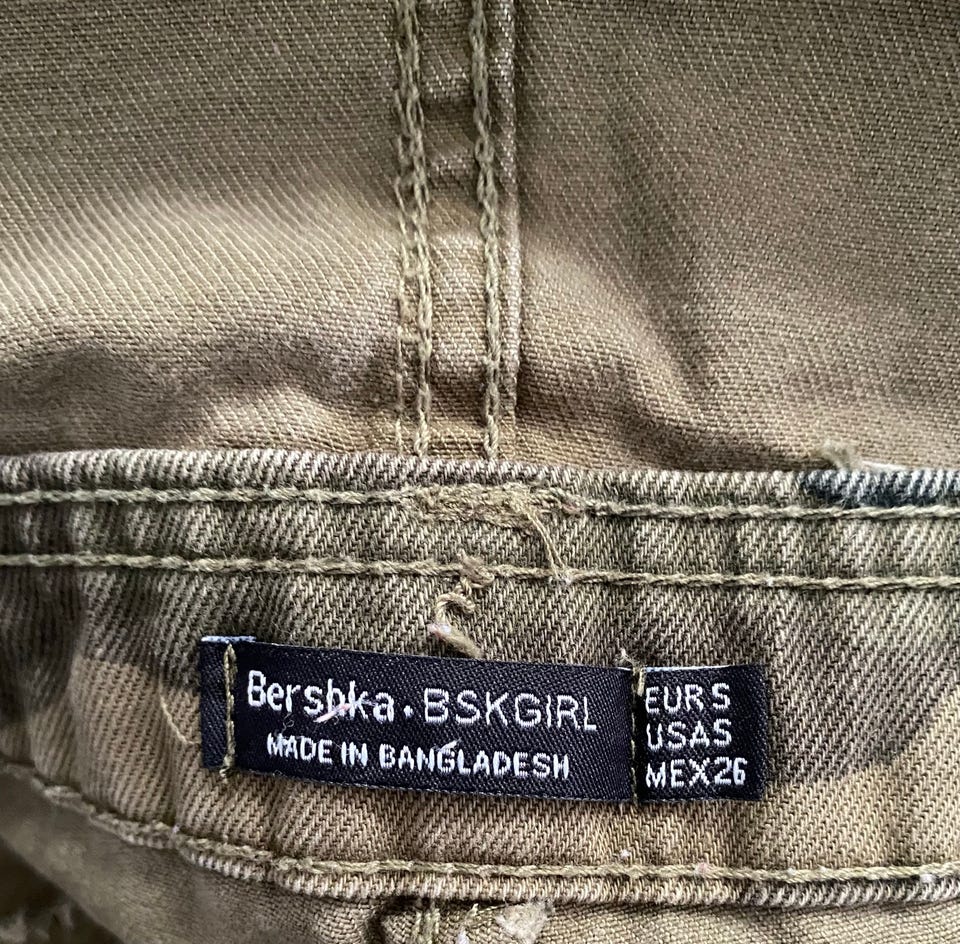 Bershka • BSKGIRL
MADE IN BANGLADESH
EUR S
USA S
MEX 26